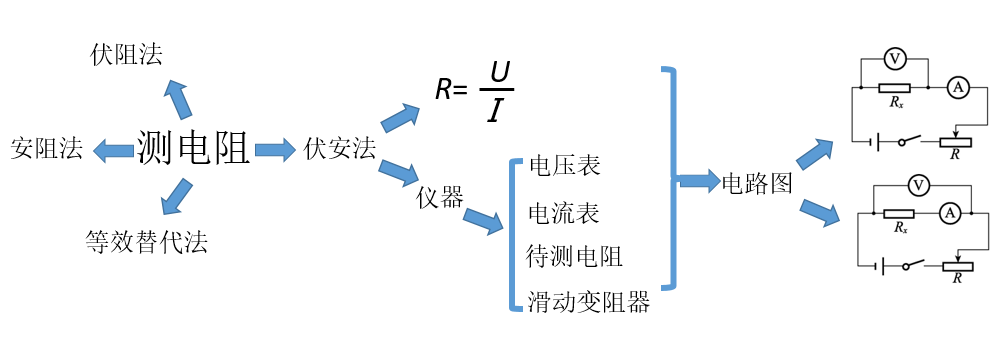 伏阻法
安阻法
测电阻
等效替代法
伏安法
R= U
I
仪器
电压表
电流表
待测电阻
滑动变阻器
电路图
V
A
Rx
R
V
A
Rx
R